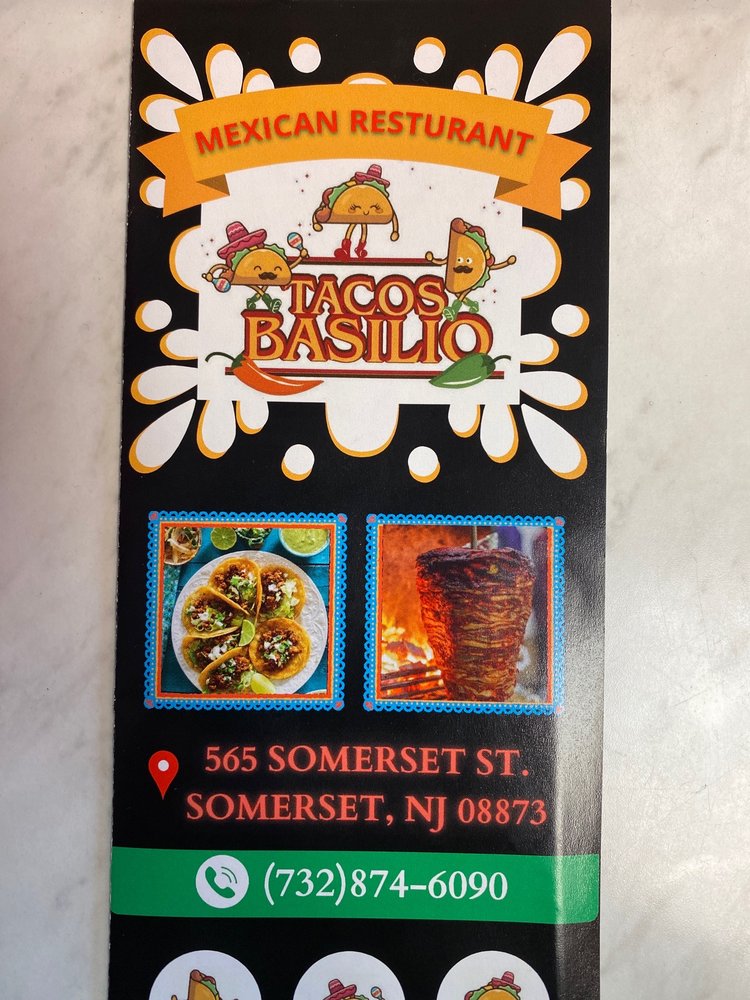 MEXICAN RESTURANT
TACOS
BASILIO
565 SOMERSET ST.
SOMERSET, NJ 08873
(732)874-6090